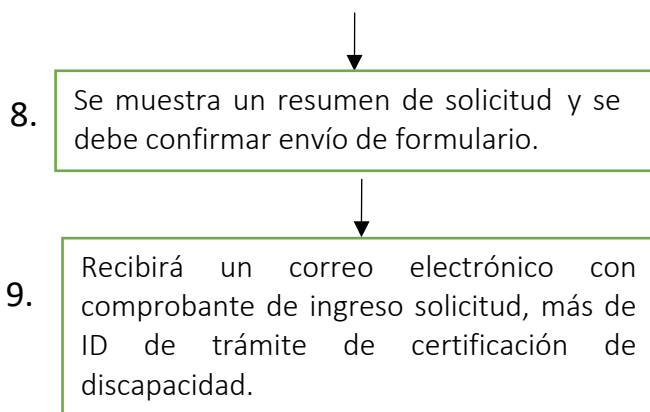 8. Se muestra un resumen de solicitud y se
debe confirmar envío de formulario.
9. Recibirá un correo electrónico con
comprobante de ingreso solicitud, más de
ID de trámite de certificación de
discapacidad.